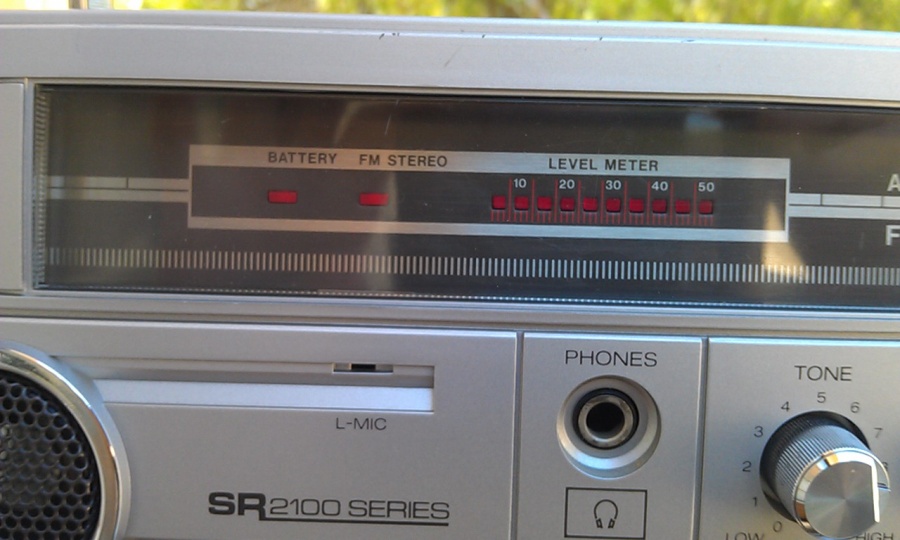 BATTERY FM STEREO LEVEL METER
10 20 30 40 50
A
F
L-MIC
SR2100 SERIES
PHONES
TONE
0 1 2 3 4 5 6 7
LOW HIGH